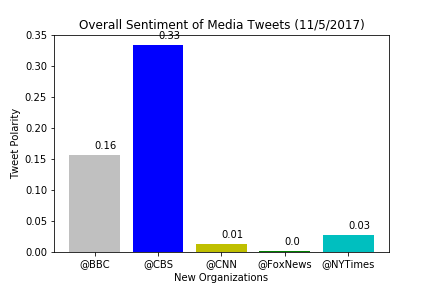 Overall Sentiment of Media Tweets (11/5/2017)
0.35
0.30
0.25
0.20
0.15
0.10
0.05
0.00
Tweet Polarity
0.16
0.33
0.01
0.0
0.03
@BBC
@CBS
@CNN
@FoxNews
@NYTimes
New Organizations